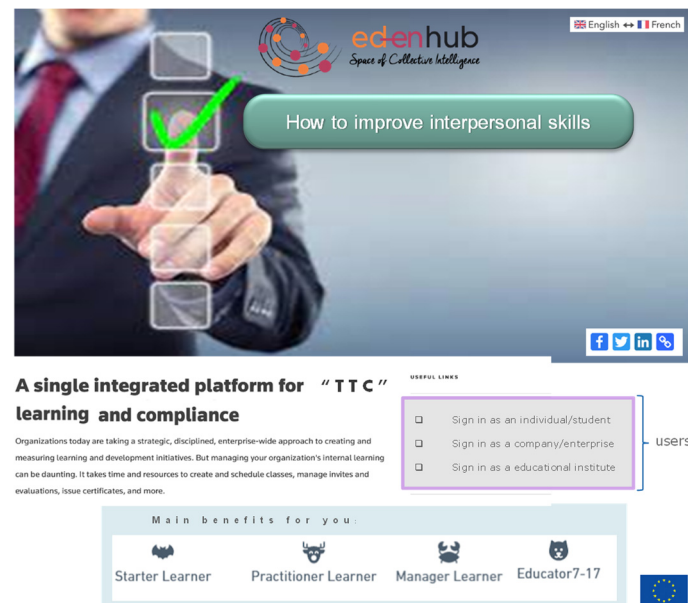 edenhub
Space of Collective Intelligence
English ↔ French
How to improve interpersonal skills
A single integrated platform for "TTC"
learning and compliance
Organizations today are taking a strategic, disciplined, enterprise-wide approach to creating and
measuring learning and development initiatives. But managing your organization's internal learning
can be daunting. It takes time and resources to create and schedule classes, manage invites and
evaluations, issue certificates, and more.
USEFUL LINKS
Sign in as an individual/student
Sign in as a company/enterprise
Sign in as a educational institute
users
Main benefits for you:
Starter Learner
Practitioner Learner
Manager Learner
Educator7-17